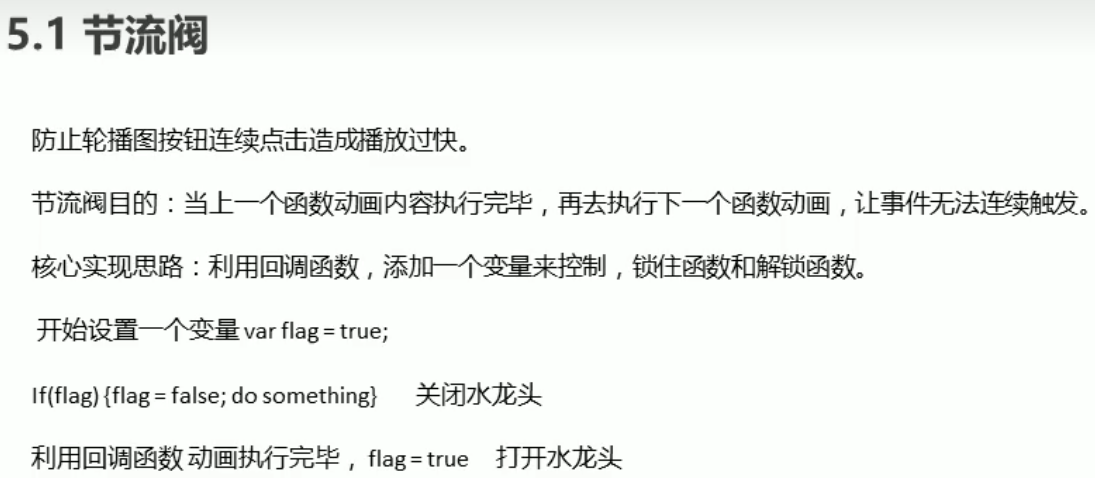 5.1 节流阀
防止轮播图按钮连续点击造成播放过快。
节流阀目的：当上一个函数动画内容执行完毕，再去执行下一个函数动画，让事件无法连续触发。
核心实现思路：利用回调函数，添加一个变量来控制，锁住函数和解锁函数。
开始设置一个变量 var flag = true;
If(flag) {flag = false; do something} 关闭水龙头
利用回调函数 动画执行完毕， flag = true 打开水龙头